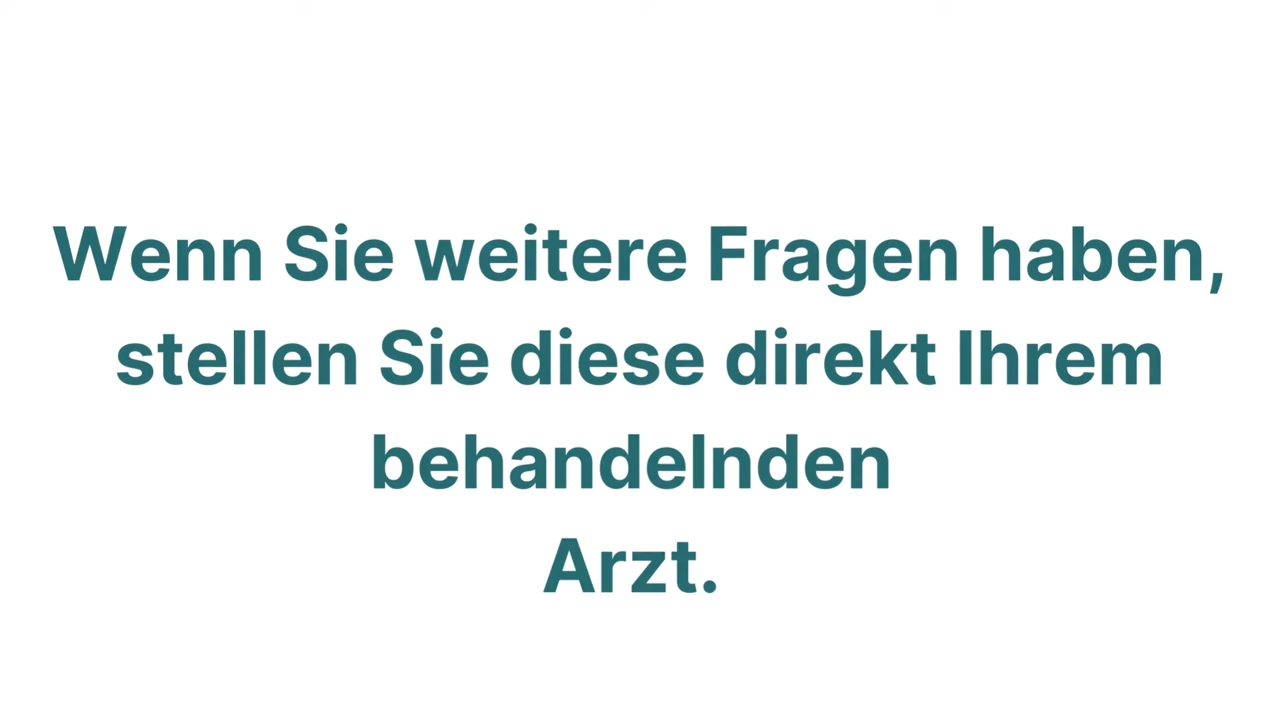 Wenn Sie weitere Fragen haben,
stellen Sie diese direkt Ihrem
behandelnden
Arzt.